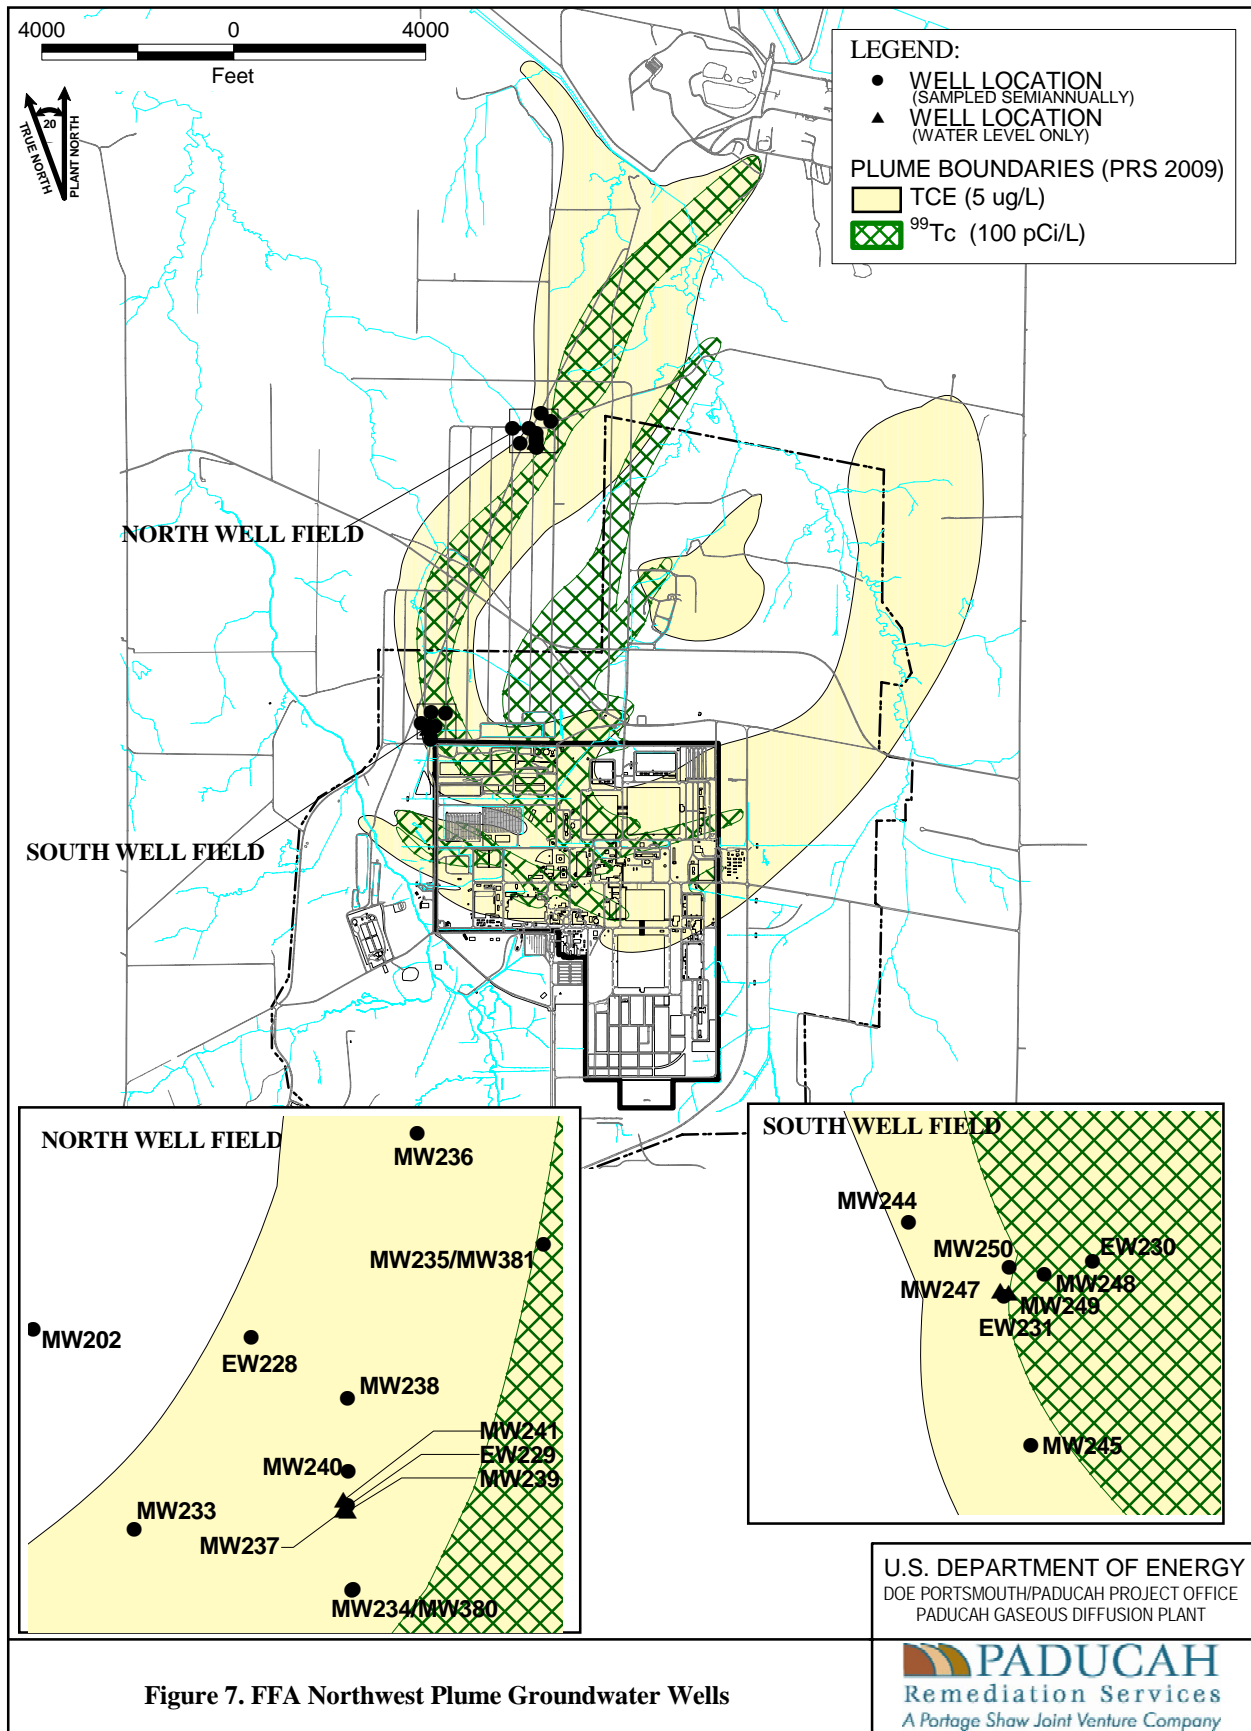 4000 0 4000
Feet
TRUE NORTH
20
PLANT NORTH
LEGEND:
WELL LOCATION
(SAMPLED SEMIANNUALLY)
WELL LOCATION
(WATER LEVEL ONLY)
PLUME BOUNDARIES (PRS 2009)
TCE (5 ug/L)
99Tc (100 pCi/L)
NORTH WELL FIELD
SOUTH WELL FIELD
NORTH WELL FIELD
MW236
MW235/MW381
MW202
EW228
MW238
MW241
EW229
MW240
MW239
MW233
MW237
MW234/MW380
SOUTH WELL FIELD
MW244
MW250
EW230
MW247
MW248
MW249
EW231
MW245
U.S. DEPARTMENT OF ENERGY
DOE PORTSMOUTH/PADUCAH PROJECT OFFICE
PADUCAH GASEOUS DIFFUSION PLANT
Figure 7. FFA Northwest Plume Groundwater Wells
PADUCAH
Remediation Services
A Portage Shaw Joint Venture Company